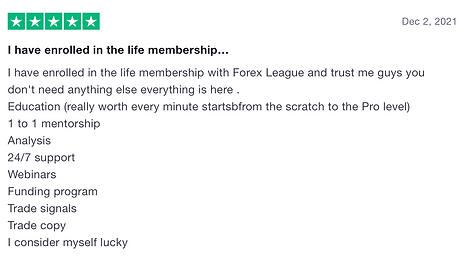 Dec 2, 2021
I have enrolled in the life membership...
I have enrolled in the life membership with Forex League and trust me guys you
don't need anything else everything is here .
Education (really worth every minute startsbfrom the scratch to the Pro level)
1 to 1 mentorship
Analysis
24/7 support
Webinars
Funding program
Trade signals
Trade copy
I consider myself lucky